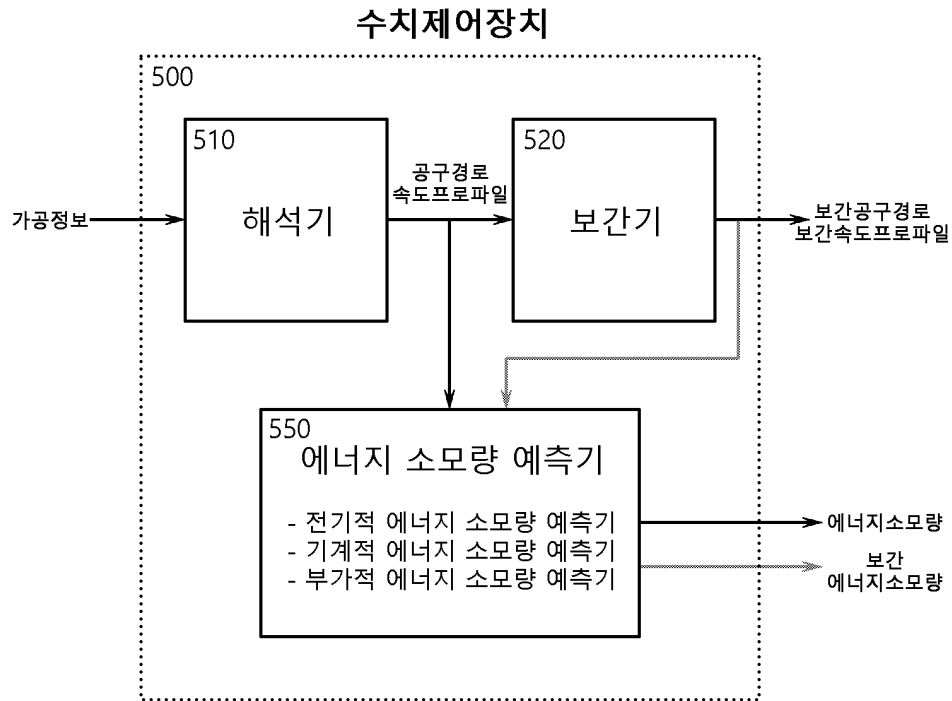 수치제어장치
500
510
해석기
520
보간기
가공정보
공구경로
속도프로파일
보간공구경로
보간속도프로파일
550
에너지 소모량 예측기
- 전기적 에너지 소모량 예측기
- 기계적 에너지 소모량 예측기
- 부가적 에너지 소모량 예측기
에너지소모량
보간
에너지소모량